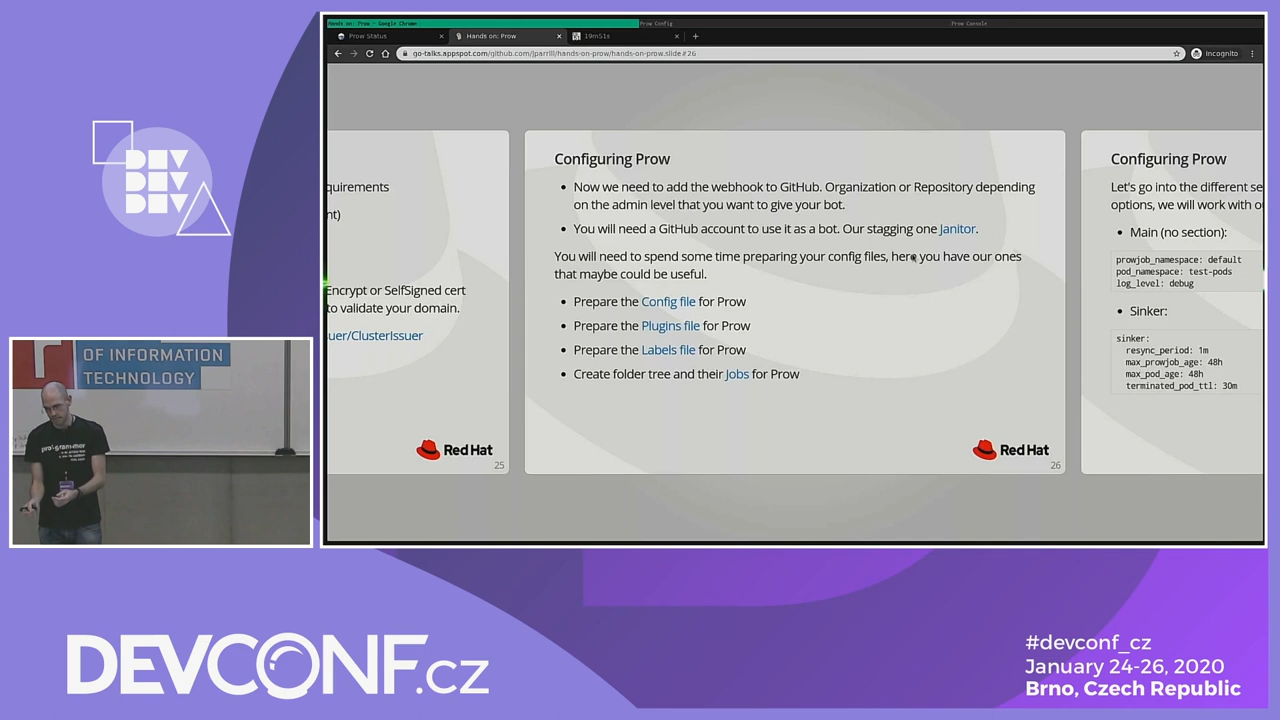 Hands on: Prow - Google Chrome
Prow Config
Prow Console
Prow Status
Hands on: Prow
19m51s
go-talks.appspot.com/github.com/jparrill/hands-on-prow/hands-on-prow.slide#26
Incognito
DEV
DEV
DEV
quirements
nt)
Encrypt or SelfSigned cert
to validate your domain.
uer/ClusterIssuer
Red Hat
25
Configuring Prow
Now we need to add the webhook to GitHub. Organization or Repository depending
on the admin level that you want to give your bot.
You will need a GitHub account to use it as a bot. Our stagging one Janitor.
You will need to spend some time preparing your config files, here you have our ones
that maybe could be useful.
Prepare the Config file for Prow
Prepare the Plugins file for Prow
Prepare the Labels file for Prow
Create folder tree and their Jobs for Prow
Red Hat
26
Configuring Prow
Let's go into the different se
options, we will work with o
Main (no section):
prowjob_namespace: default
pod_namespace: test-pods
log_level: debug
Sinker:
sinker:
resync_period: 1m
max_prowjob_age: 48h
max_pod_age: 48h
terminated_pod_ttl: 30m
OF INFORMATION
TECHNOLOGY
DEVCONF.cz
#devconf_cz
January 24-26, 2020
Brno, Czech Republic